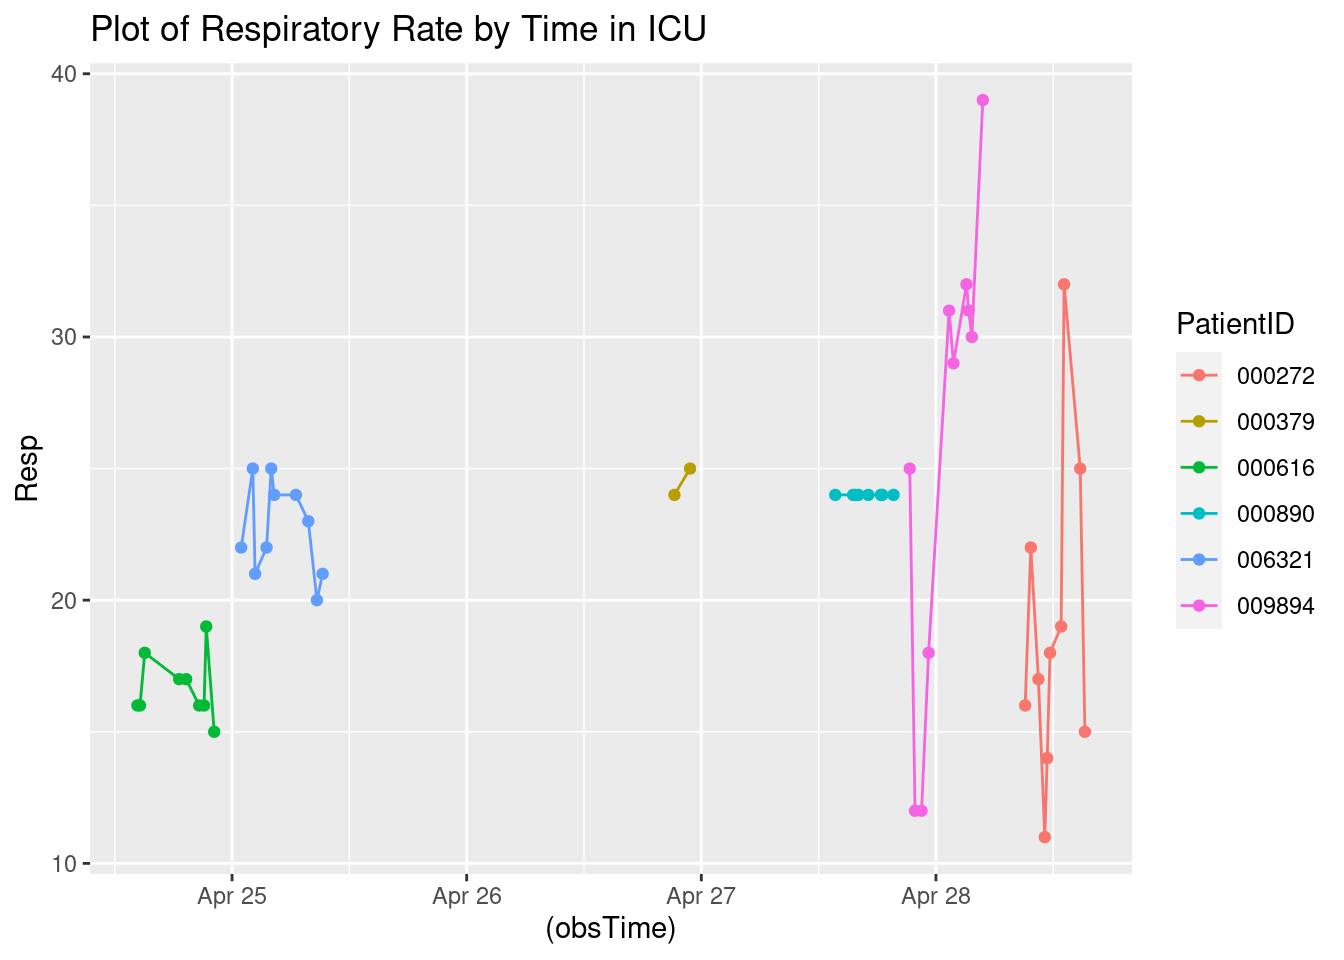 Plot of Respiratory Rate by Time in ICU
40
30
20
10
Resp
Apr 25
Apr 26
Apr 27
Apr 28
(obsTime)
PatientID
000272
000379
000616
000890
006321
009894